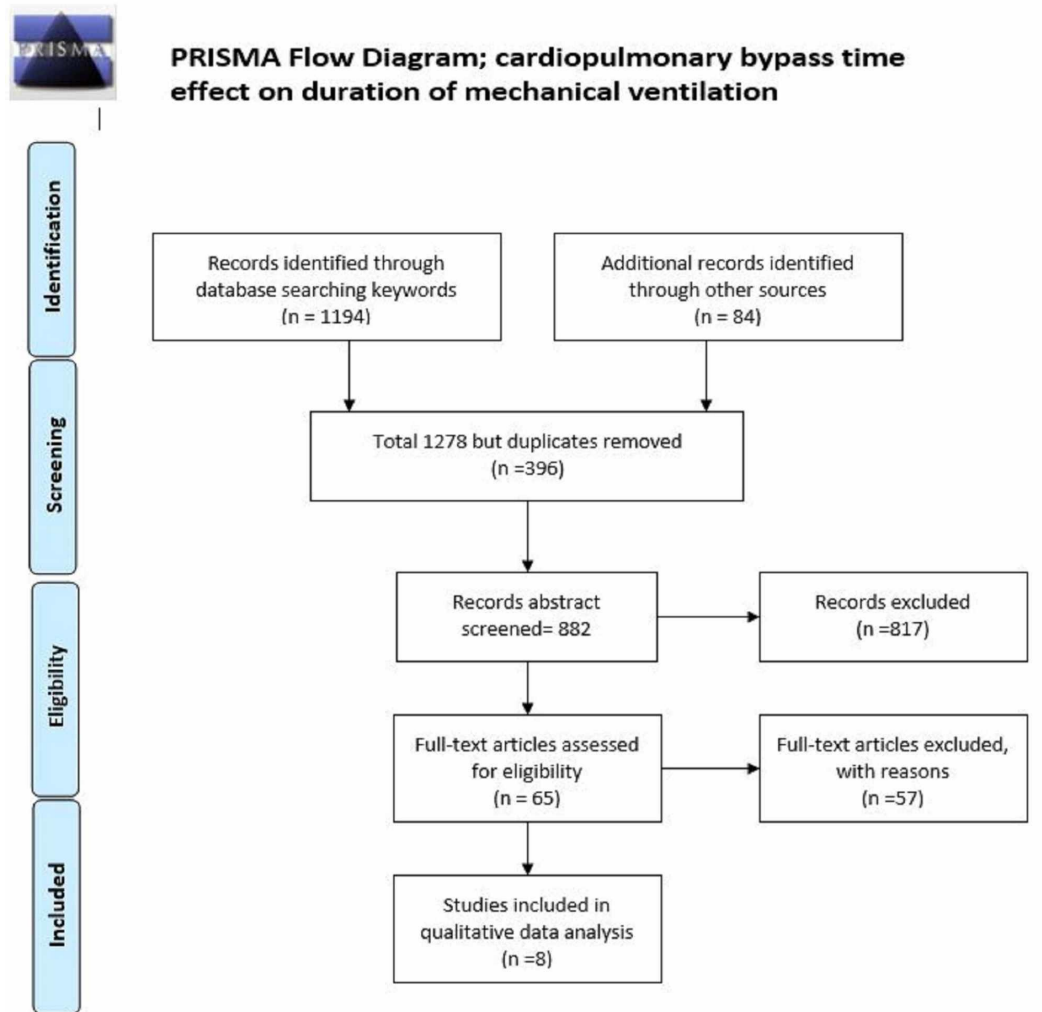 PRISMA
PRISMA Flow Diagram; cardiopulmonary bypass time
effect on duration of mechanical ventilation
Identification
Records identified through
database searching keywords
(n = 1194)
Additional records identified
through other sources
(n = 84)
Screening
Total 1278 but duplicates removed
(n =396)
Records abstract
screened= 882
Records excluded
(n =817)
Eligibility
Full-text articles assessed
for eligibility
(n = 65)
Full-text articles excluded,
with reasons
(n =57)
Included
Studies included in
qualitative data analysis
(n =8)